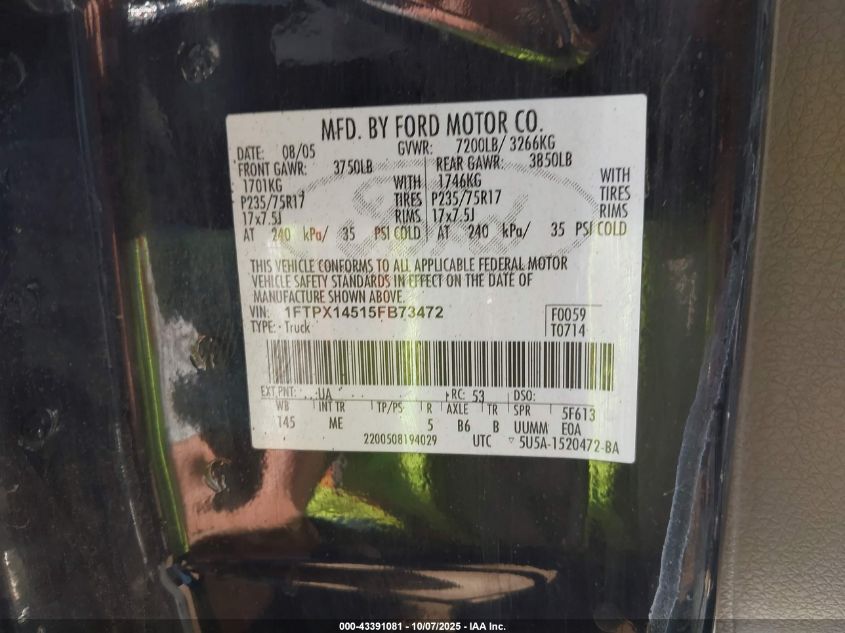 MFD. BY FORD MOTOR CO.
DATE: 08/05 GVWR: 7200LB/ 3266KG
FRONT GAWR: 3750LB REAR GAWR: 3850LB
1701KG WITH 1746KG WITH
P235/75R17 TIRES P235/75R17 TIRES
17x7.5J RIMS 17x7.5J RIMS
AT 240 kPa/ 35 PSI COLD AT 240 kPa/ 35 PSI COLD
THIS VEHICLE CONFORMS TO ALL APPLICABLE FEDERAL MOTOR
VEHICLE SAFETY STANDARDS IN EFFECT ON THE DATE OF
MANUFACTURE SHOWN ABOVE.
VIN: 1FTPX14515FB73472 F0059
TYPE: Truck T0714
EXT PNT: UA RC: 53 DSO:
WB INT TR TP/PS R AXLE TR SPR 5F613
145 ME 5 B6 B UUMM E0A
2200508194029 UTC 5U5A-1520472-BA
000-43391081 - 10/07/2025 - IAA Inc.